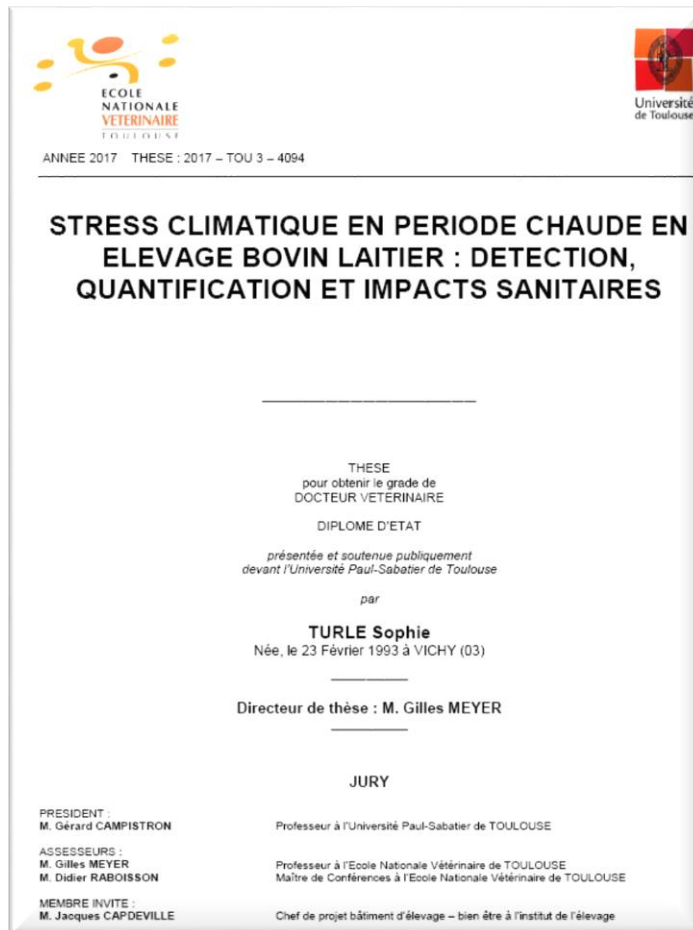 ECOLE
NATIONALE
VETERINAIRE
TOULOUSE
Université
de Toulouse
ANNEE 2017 THESE : 2017 – TOU 3 – 4094
STRESS CLIMATIQUE EN PERIODE CHAUDE EN
ELEVAGE BOVIN LAITIER : DETECTION,
QUANTIFICATION ET IMPACTS SANITAIRES
THESE
pour obtenir le grade de
DOCTEUR VETERINAIRE
DIPLOME D'ETAT
présentée et soutenue publiquement
devant l'Université Paul-Sabatier de Toulouse
par
TURLE Sophie
Née, le 23 Février 1993 à VICHY (03)
Directeur de thèse : M. Gilles MEYER
JURY
PRESIDENT :
M. Gérard CAMPISTRON Professeur à l'Université Paul-Sabatier de TOULOUSE
ASSESSEURS :
M. Gilles MEYER Professeur à l'Ecole Nationale Vétérinaire de TOULOUSE
M. Didier RABOISSON Maître de Conférences à l'Ecole Nationale Vétérinaire de TOULOUSE
MEMBRE INVITE :
M. Jacques CAPDEVILLE Chef de projet bâtiment d'élevage – bien être à l'institut de l'élevage